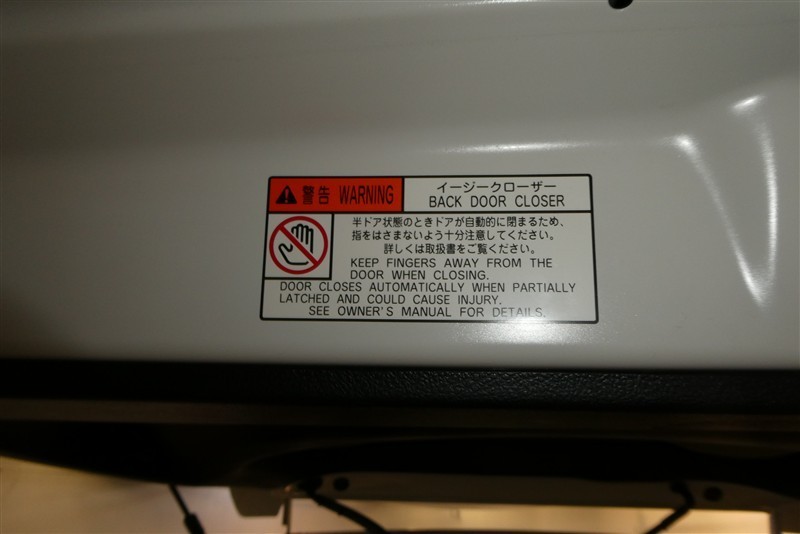 警告 WARNING
イージークローザー
BACK DOOR CLOSER
半ドア状態のときドアが自動的に閉まるため、
指をはさまないよう十分注意してください。
詳しくは取扱書をご覧ください。
KEEP FINGERS AWAY FROM THE
DOOR WHEN CLOSING.
DOOR CLOSES AUTOMATICALLY WHEN PARTIALLY
LATCHED AND COULD CAUSE INJURY.
SEE OWNER'S MANUAL FOR DETAILS.